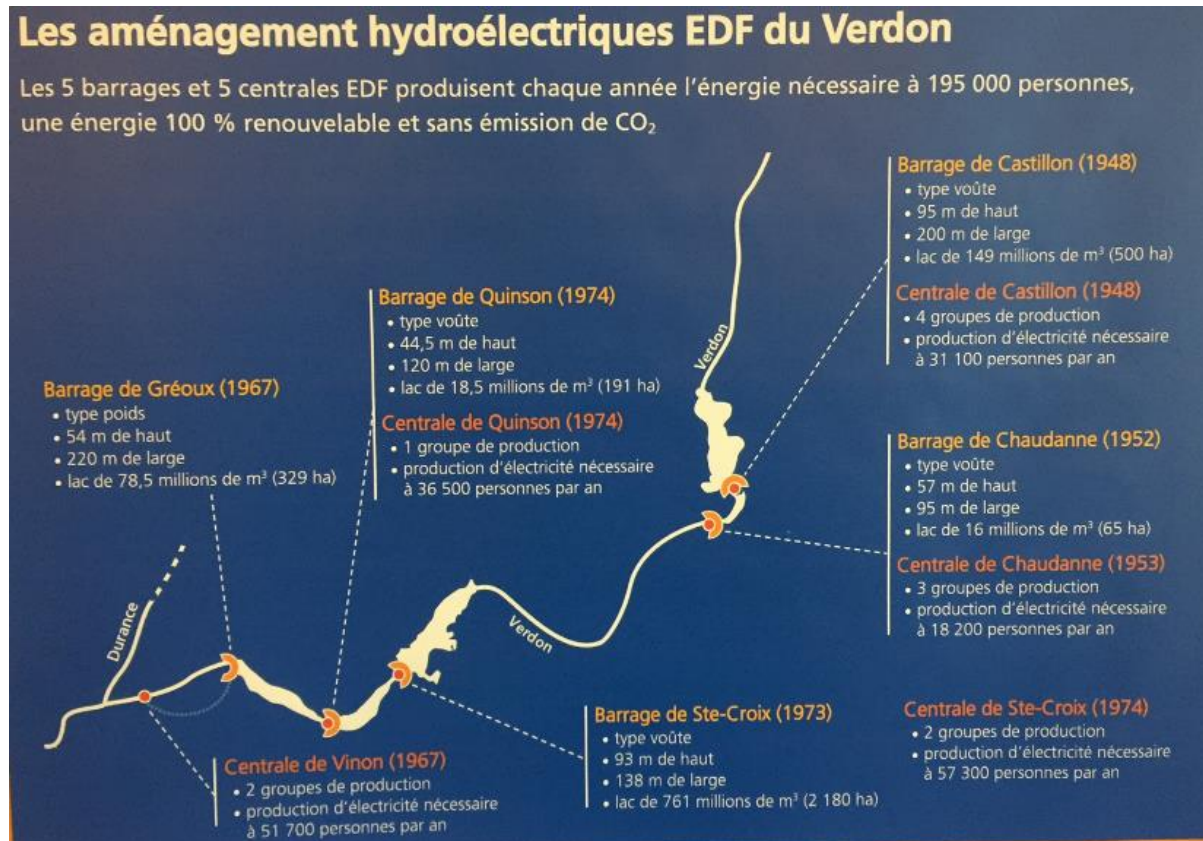 Les aménagement hydroélectriques EDF du Verdon
Les 5 barrages et 5 centrales EDF produisent chaque année l'énergie nécessaire à 195 000 personnes,
une énergie 100 % renouvelable et sans émission de CO₂
Barrage de Castillon (1948)
• type voûte
• 95 m de haut
• 200 m de large
• lac de 149 millions de m³ (500 ha)
Centrale de Castillon (1948)
• 4 groupes de production
• production d'électricité nécessaire
à 31 100 personnes par an
Barrage de Quinson (1974)
• type voûte
• 44,5 m de haut
• 120 m de large
• lac de 18,5 millions de m³ (191 ha)
Centrale de Quinson (1974)
• 1 groupe de production
• production d'électricité nécessaire
à 36 500 personnes par an
Verdon
Barrage de Gréoux (1967)
• type poids
• 54 m de haut
• 220 m de large
• lac de 78,5 millions de m³ (329 ha)
Barrage de Chaudanne (1952)
• type voûte
• 57 m de haut
• 95 m de large
• lac de 16 millions de m³ (65 ha)
Centrale de Chaudanne (1953)
• 3 groupes de production
• production d'électricité nécessaire
à 18 200 personnes par an
Durance
Verdon
Centrale de Vinon (1967)
• 2 groupes de production
• production d'électricité nécessaire
à 51 700 personnes par an
Barrage de Ste-Croix (1973)
• type voûte
• 93 m de haut
• 138 m de large
• lac de 761 millions de m³ (2 180 ha)
Centrale de Ste-Croix (1974)
• 2 groupes de production
• production d'électricité nécessaire
à 57 300 personnes par an